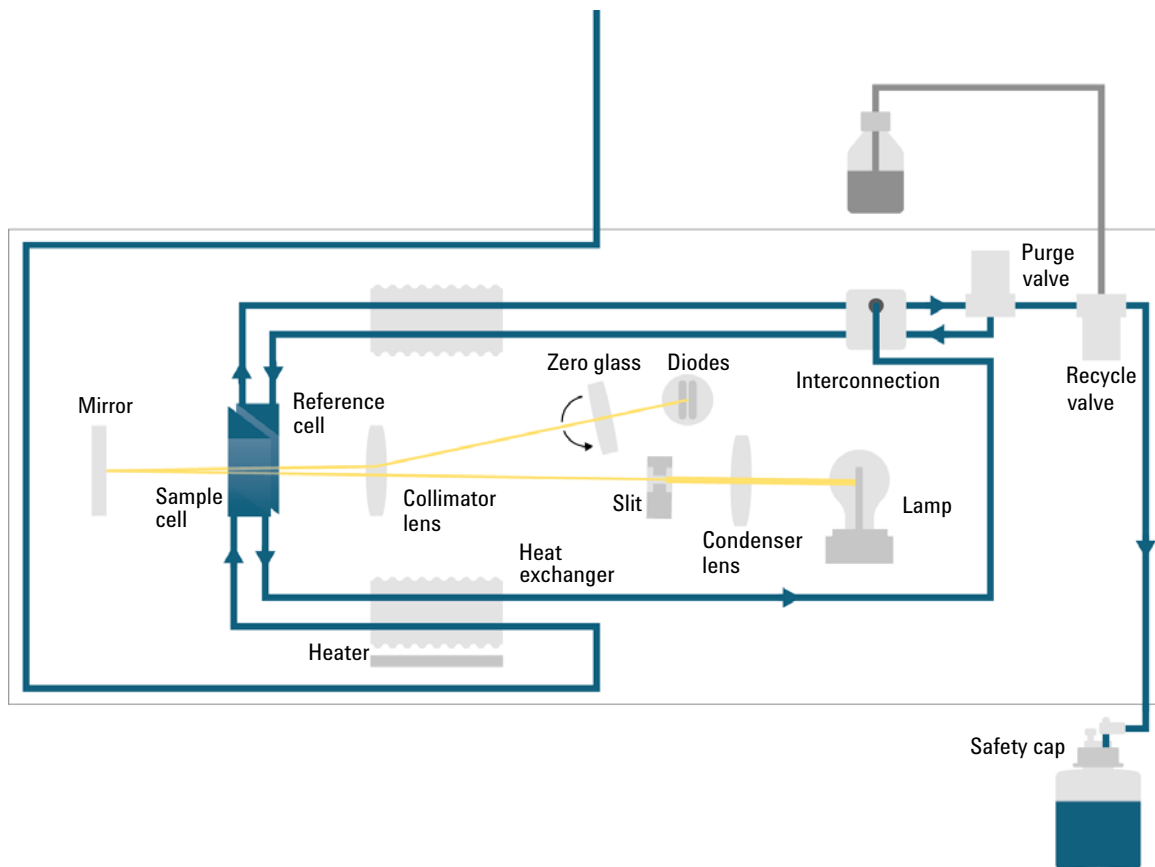 Purge
valve
Zero glass
Diodes
Interconnection
Recycle
valve
Mirror
Reference
cell
Sample
cell
Collimator
lens
Slit
Condenser
lens
Lamp
Heat
exchanger
Heater
Safety cap